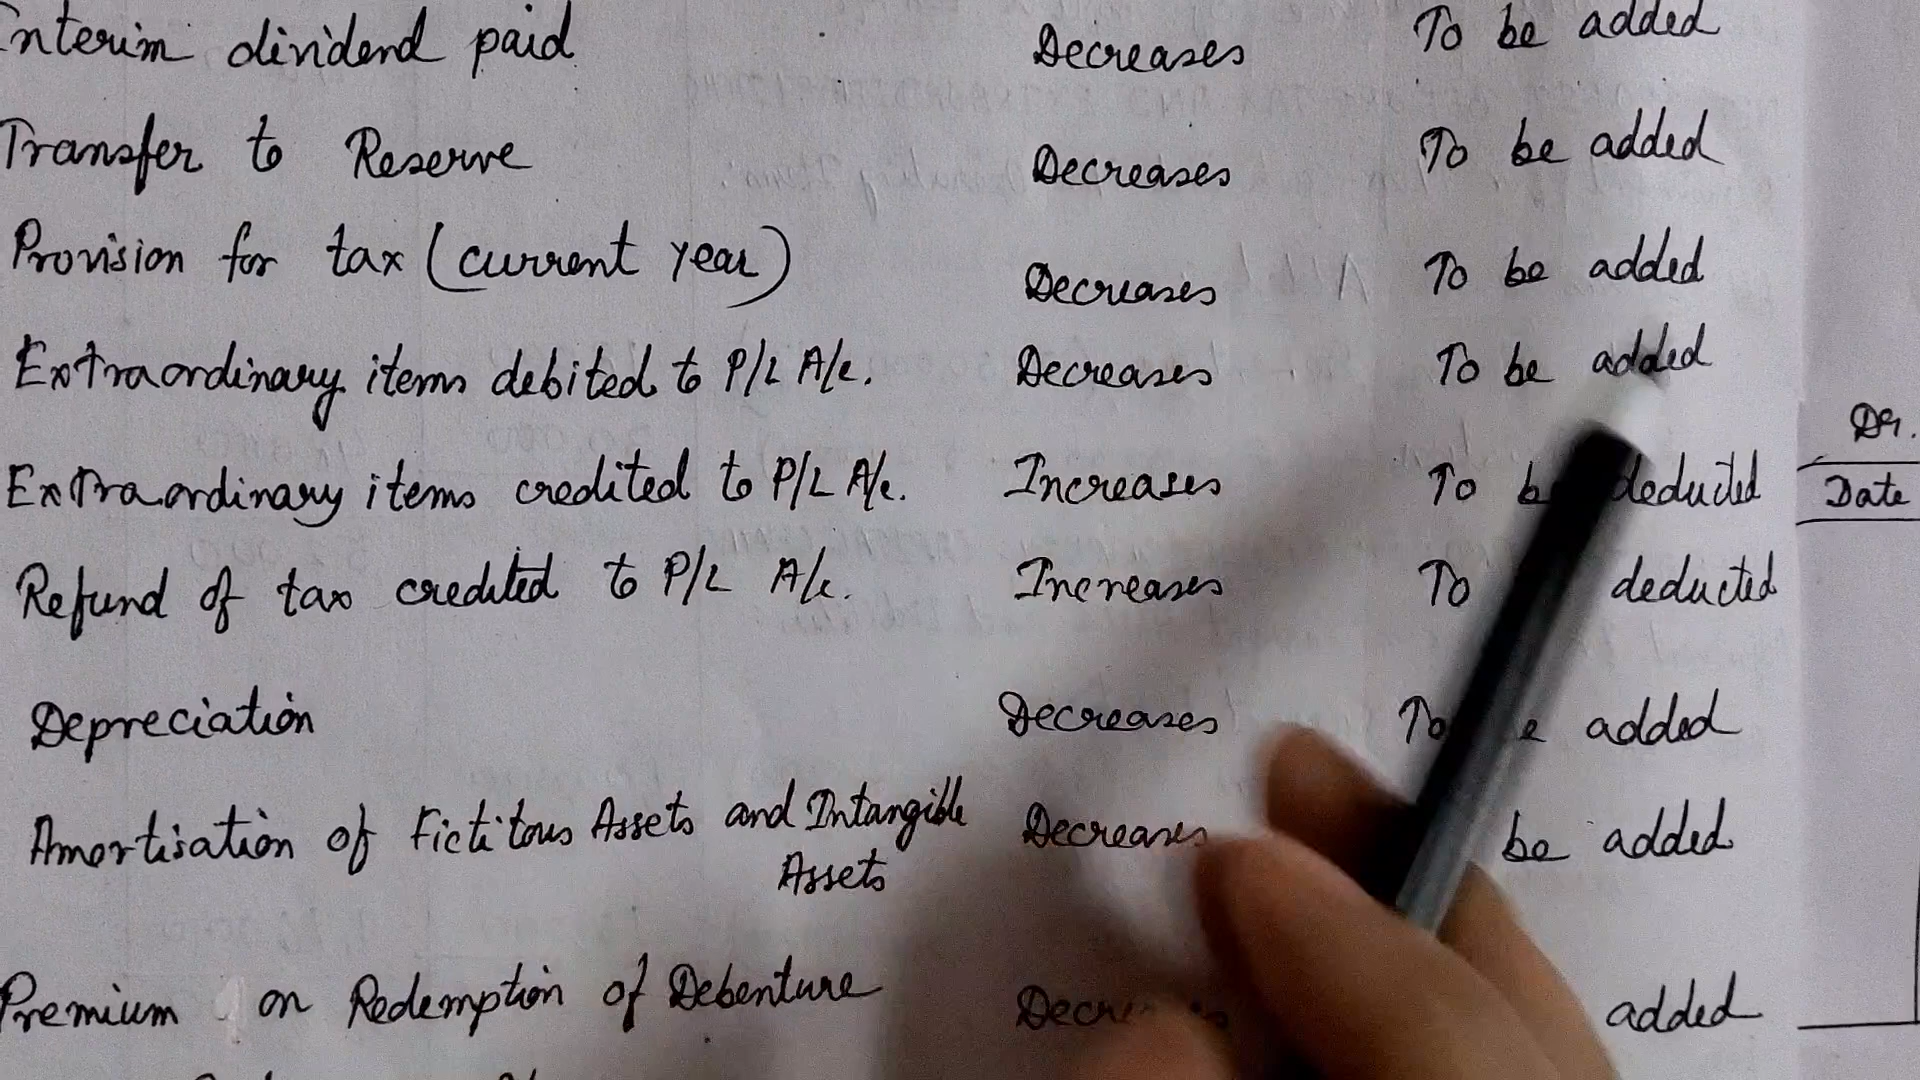 Interim dividend paid Decreases To be added
Transfer to Reserve Decreases To be added
Provision for tax (current year) Decreases To be added
Extraordinary items debited to P/L A/c. Decreases To be added
Extraordinary items credited to P/L A/c. Increases To be deducted
Refund of tax credited to P/L A/c. Increases To deducted
Depreciation Decreases To added
Amortisation of Fictitous Assets and Intangible Decreases be added
Assets
Premium on Redemption of Debenture added
Dr.
Date